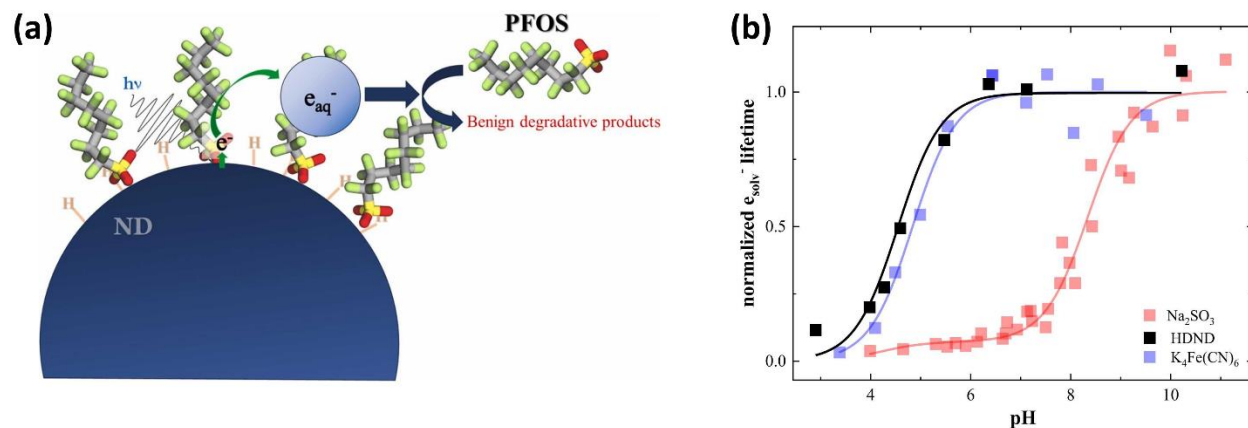 (a)
PFOS
hν
e_aq^-
e-
Benign degradative products
H
H
H
H
H
H
ND
(b)
normalized e_solv^- lifetime
1.0
0.5
0.0
4
6
8
10
pH
Na₂SO₃
HDND
K₄Fe(CN)₆